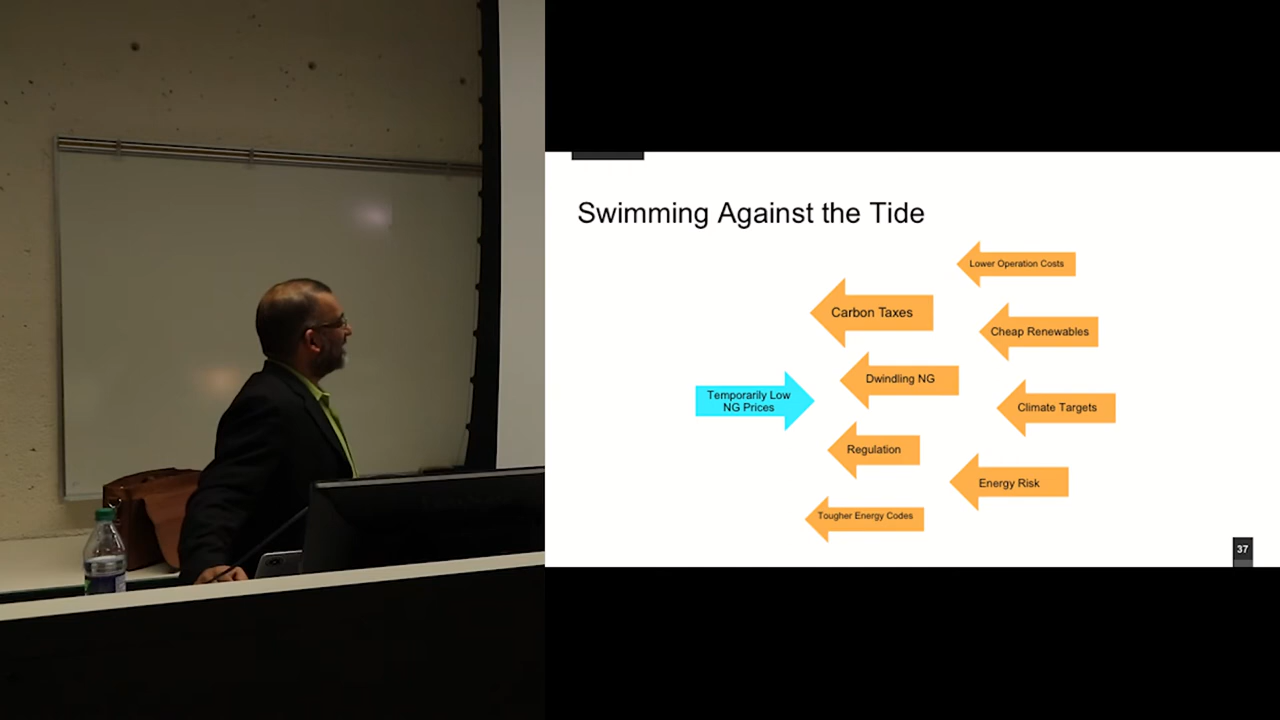 Swimming Against the Tide
Lower Operation Costs
Carbon Taxes
Cheap Renewables
Dwindling NG
Temporarily Low
NG Prices
Climate Targets
Regulation
Energy Risk
Tougher Energy Codes
37